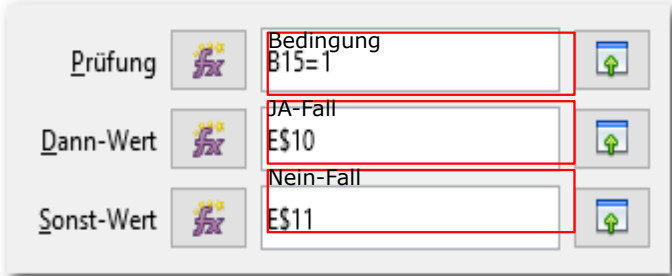 Bedingung
Prüfung B15=1
JA-Fall
Dann-Wert E$10
Nein-Fall
Sonst-Wert E$11